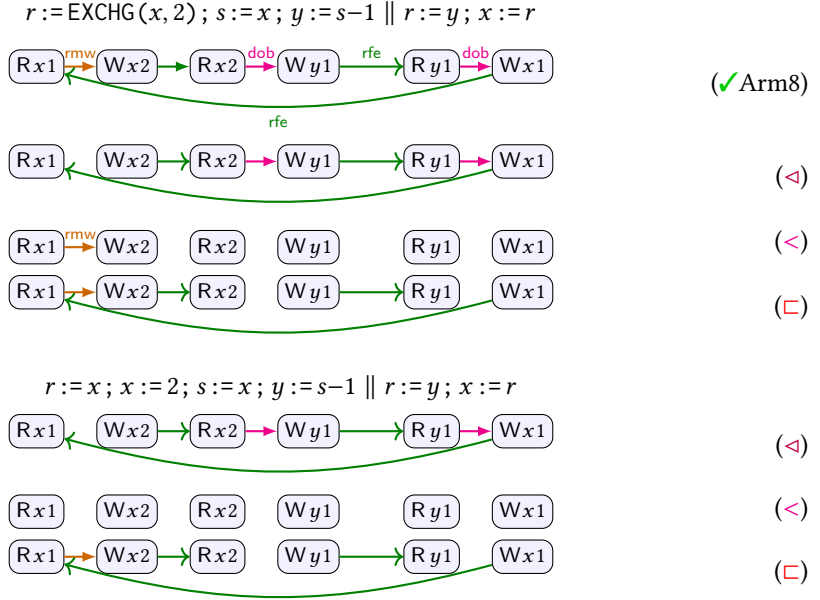 r := EXCHG(x, 2); s := x; y := s−1 || r := y; x := r
rmw dob rfe dob
Rx1 Wx2 Rx2 Wy1 Ry1 Wx1 (✓Arm8)
rfe
Rx1 Wx2 Rx2 Wy1 Ry1 Wx1 (◁)
rmw
Rx1 Wx2 Rx2 Wy1 Ry1 Wx1 (<)
Rx1 Wx2 Rx2 Wy1 Ry1 Wx1 (⊏)
r := x; x := 2; s := x; y := s−1 || r := y; x := r
Rx1 Wx2 Rx2 Wy1 Ry1 Wx1 (◁)
Rx1 Wx2 Rx2 Wy1 Ry1 Wx1 (<)
Rx1 Wx2 Rx2 Wy1 Ry1 Wx1 (⊏)